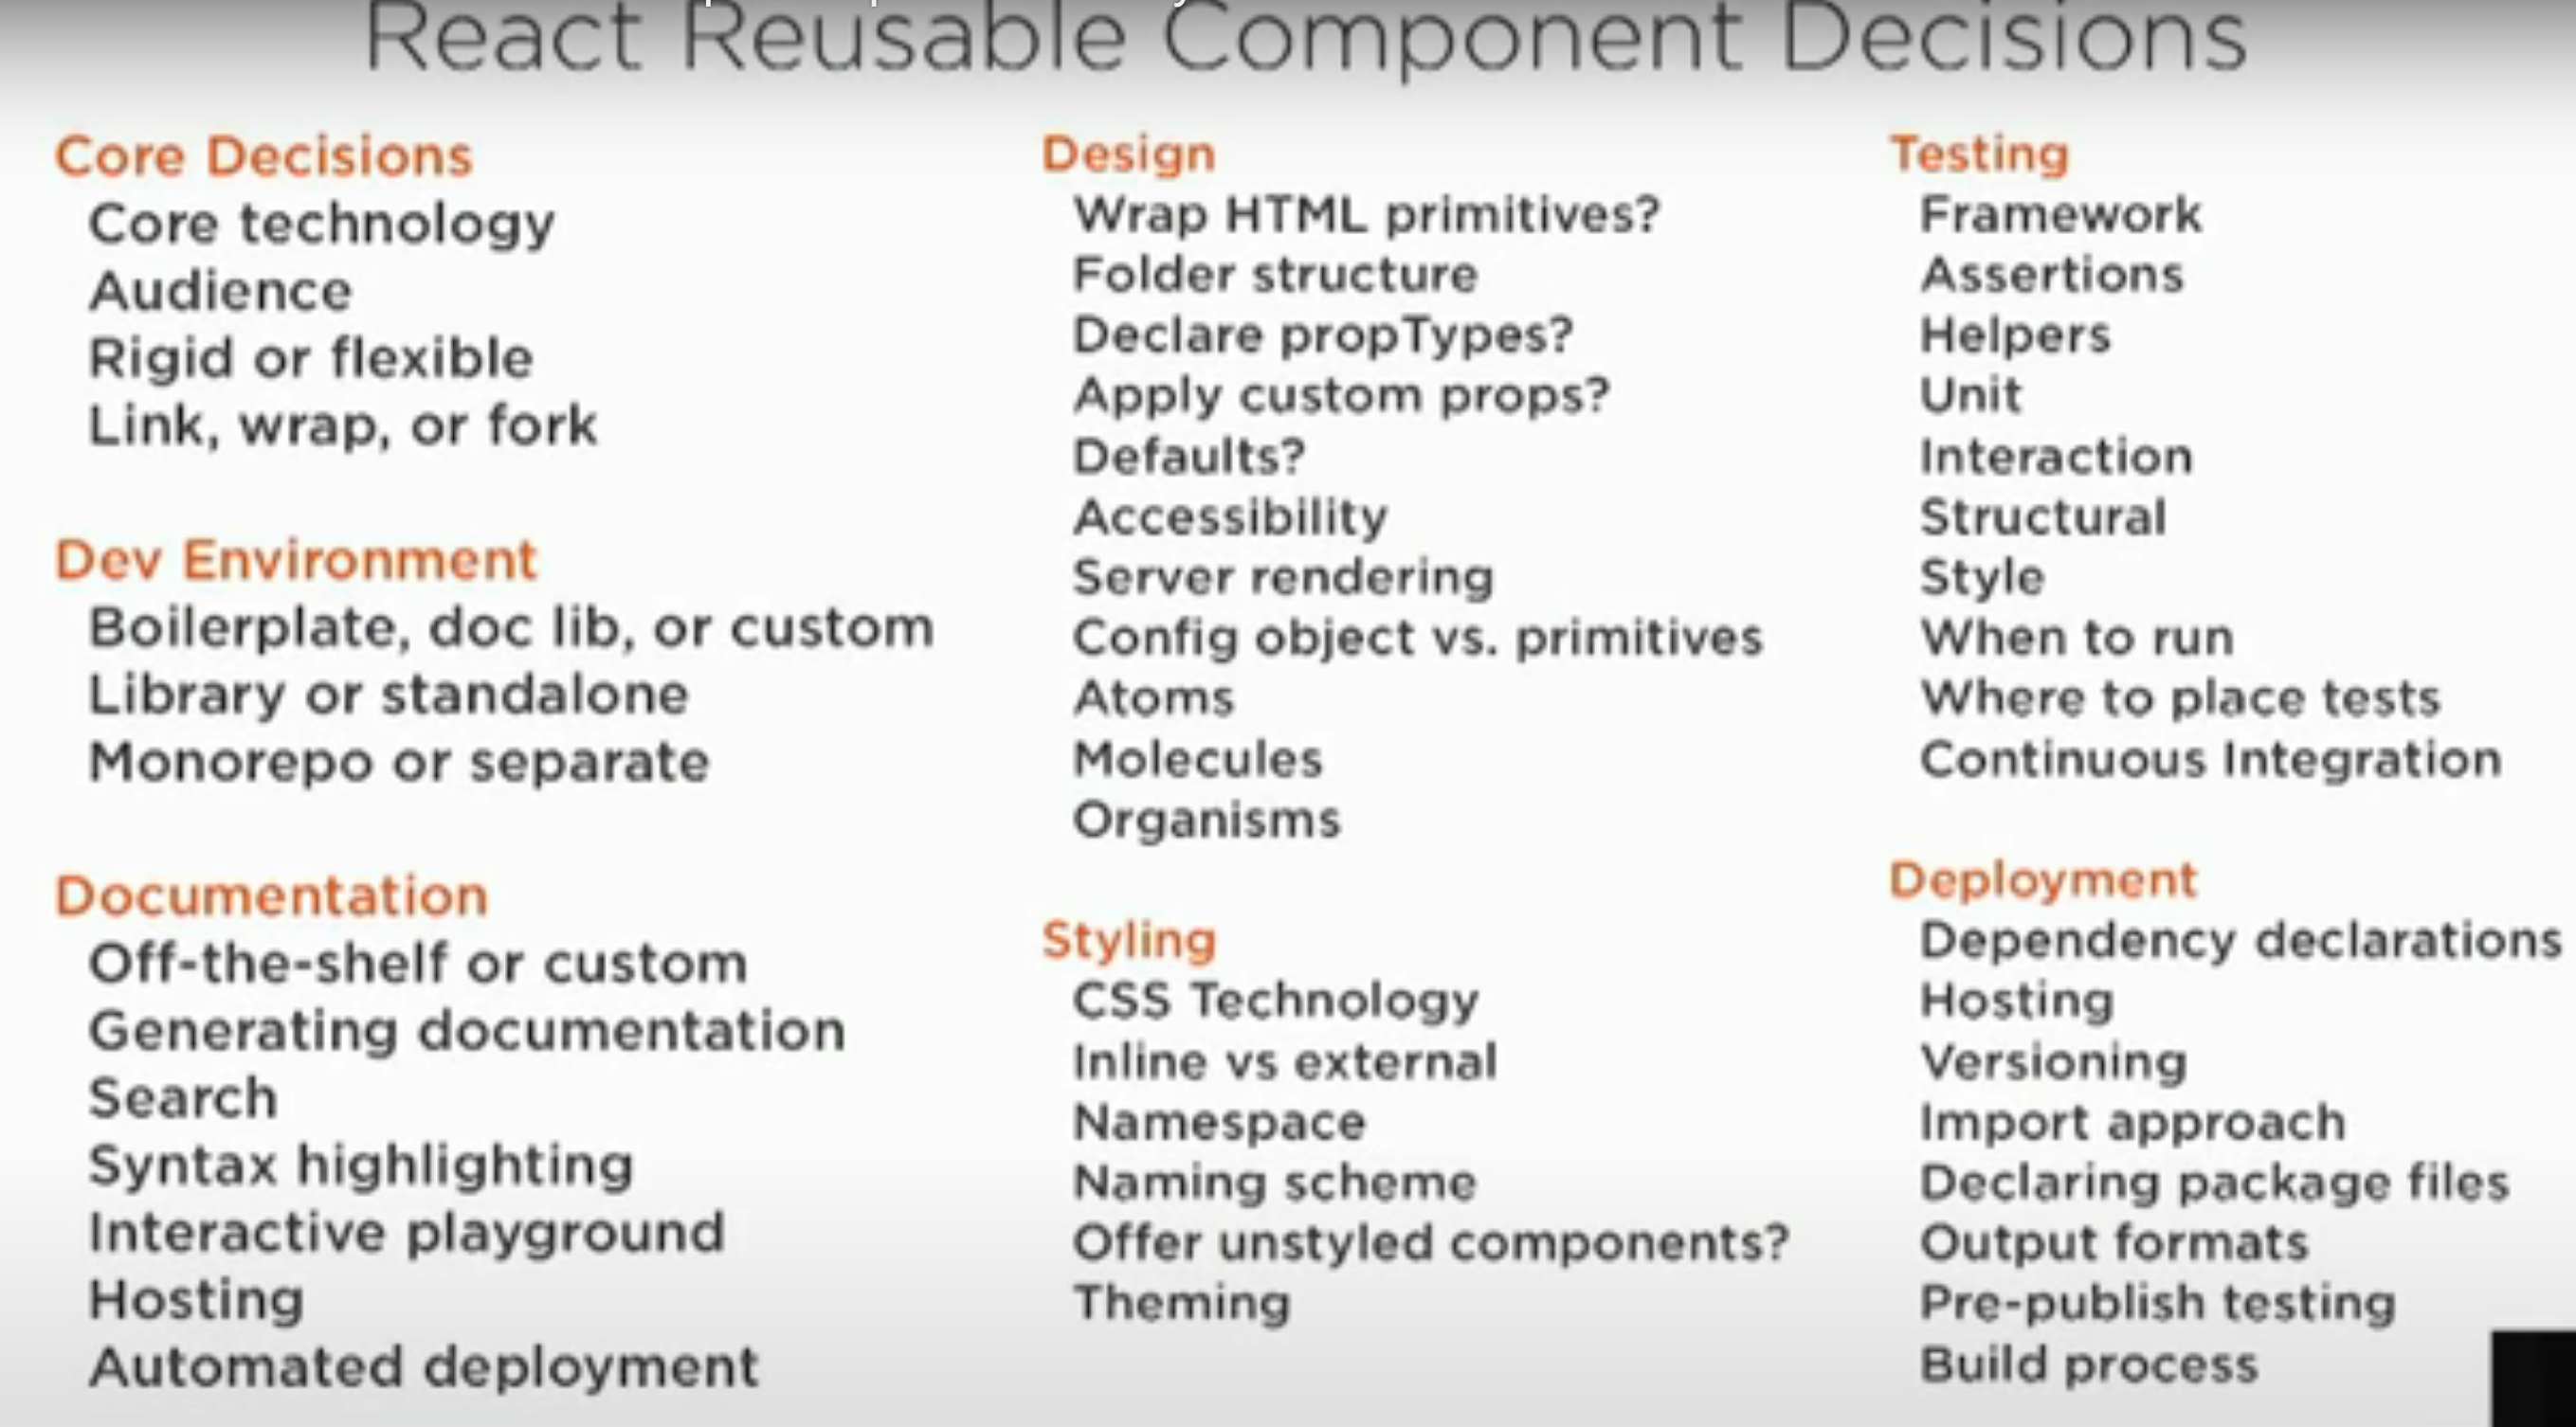 React Reusable Component Decisions
Core Decisions
Core technology
Audience
Rigid or flexible
Link, wrap, or fork
Dev Environment
Boilerplate, doc lib, or custom
Library or standalone
Monorepo or separate
Documentation
Off-the-shelf or custom
Generating documentation
Search
Syntax highlighting
Interactive playground
Hosting
Automated deployment
Design
Wrap HTML primitives?
Folder structure
Declare propTypes?
Apply custom props?
Defaults?
Accessibility
Server rendering
Config object vs. primitives
Atoms
Molecules
Organisms
Styling
CSS Technology
Inline vs external
Namespace
Naming scheme
Offer unstyled components?
Theming
Testing
Framework
Assertions
Helpers
Unit
Interaction
Structural
Style
When to run
Where to place tests
Continuous Integration
Deployment
Dependency declarations
Hosting
Versioning
Import approach
Declaring package files
Output formats
Pre-publish testing
Build process